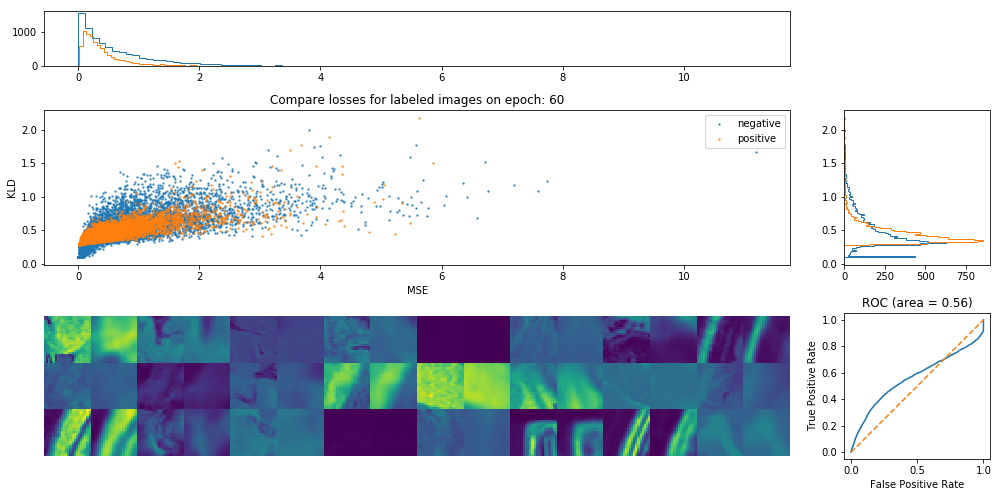 1000
0
0 2 4 6 8 10
Compare losses for labeled images on epoch: 60
negative
positive
KLD
2.0
1.5
1.0
0.5
0.0
0 2 4 6 8 10
MSE
2.0
1.5
1.0
0.5
0.0
0 250 500 750
ROC (area = 0.56)
True Positive Rate
1.0
0.8
0.6
0.4
0.2
0.0
0.0 0.5 1.0
False Positive Rate